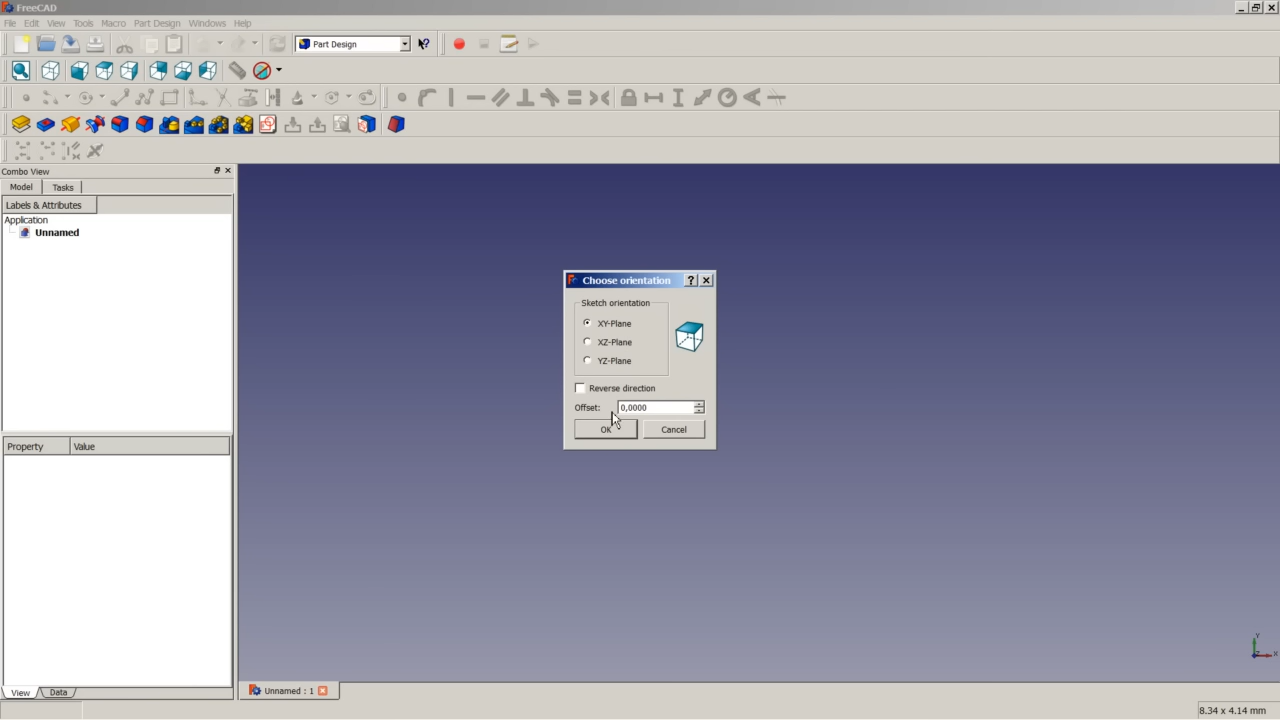 FreeCAD
File Edit View Tools Macro Part Design Windows Help
Part Design
Combo View
Model Tasks
Labels & Attributes
Application
Unnamed
Choose orientation
Sketch orientation
XY-Plane
XZ-Plane
YZ-Plane
Reverse direction
Offset: 0,0000
OK Cancel
Property Value
View Data
Unnamed : 1
Y
Z
X
8.34 x 4.14 mm